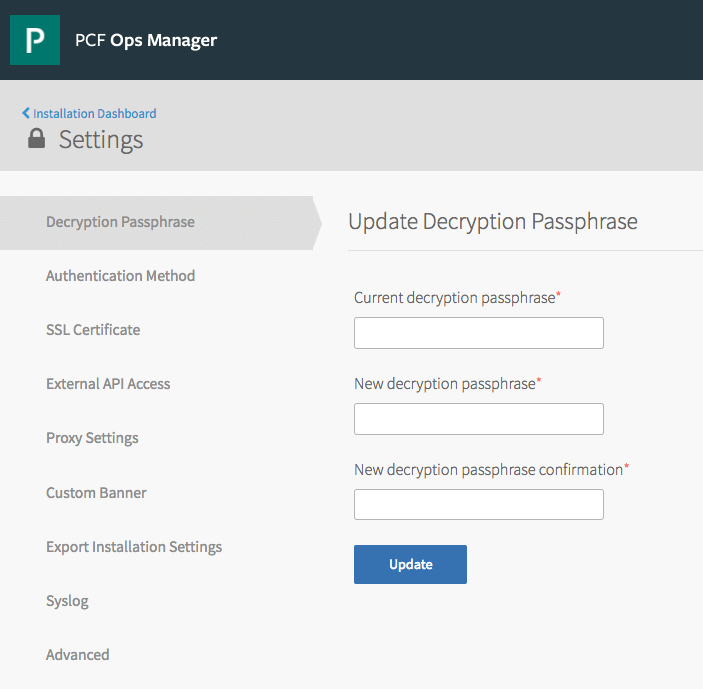 P
PCF Ops Manager
Installation Dashboard
Settings
Decryption Passphrase
Authentication Method
SSL Certificate
External API Access
Proxy Settings
Custom Banner
Export Installation Settings
Syslog
Advanced
Update Decryption Passphrase
Current decryption passphrase*
New decryption passphrase*
New decryption passphrase confirmation*
Update